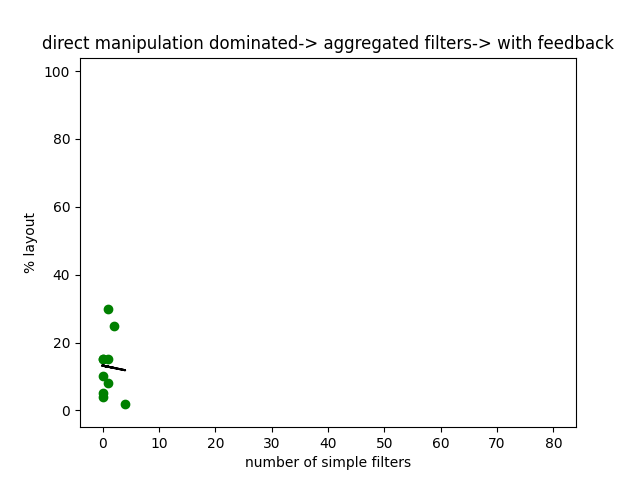 direct manipulation dominated-> aggregated filters-> with feedback
100
80
60
40
20
0
% layout
0 10 20 30 40 50 60 70 80
number of simple filters